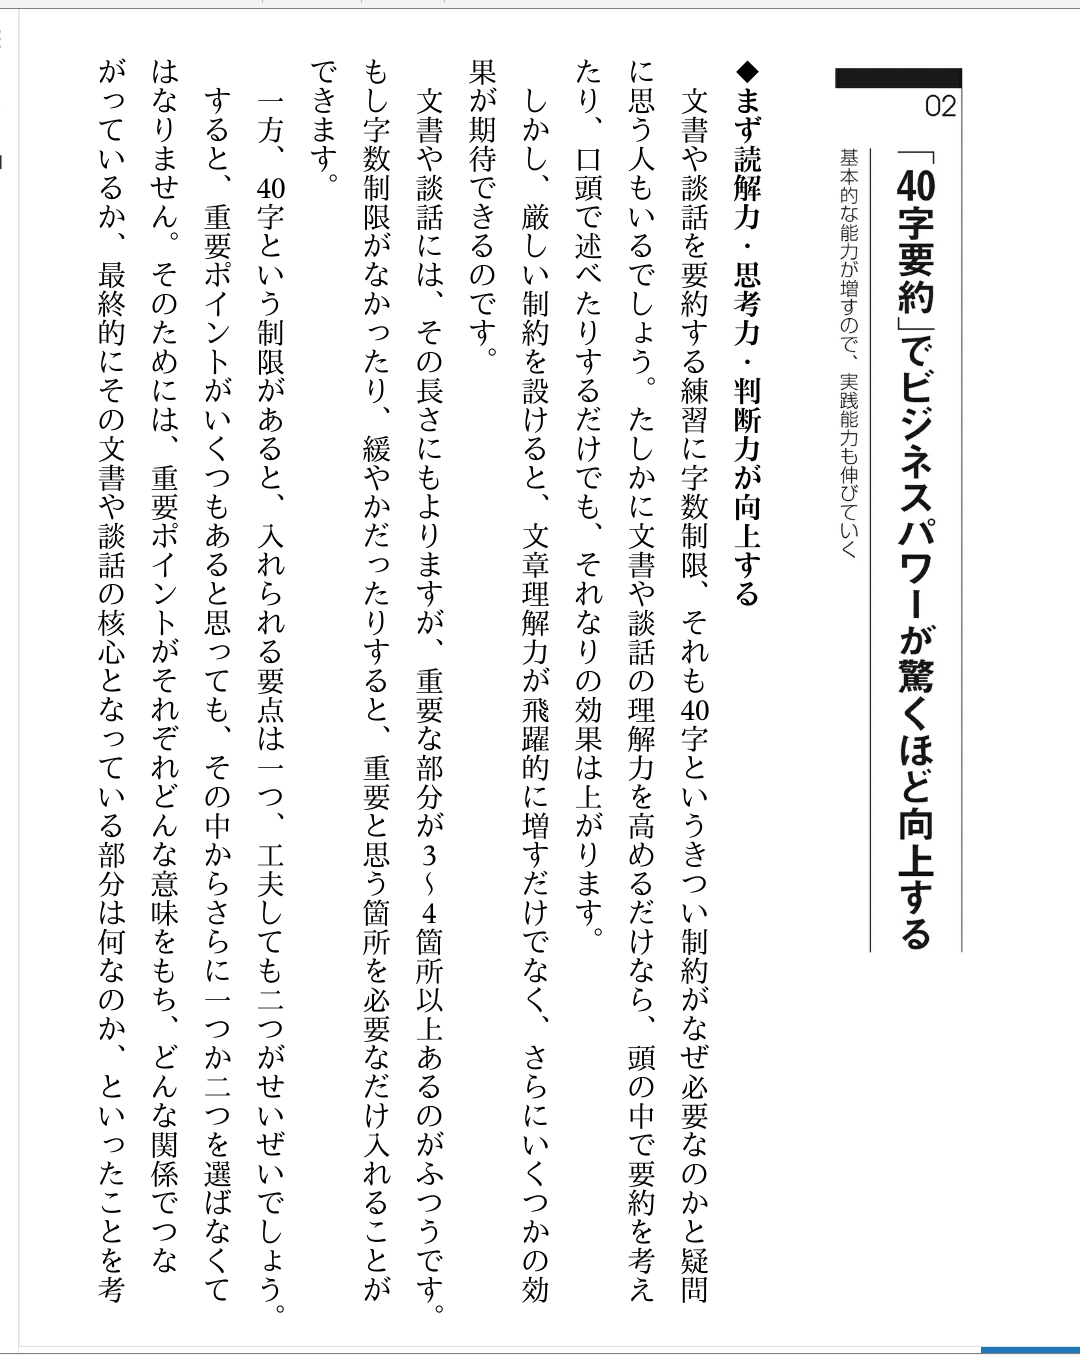 02
「40字要約」でビジネスパワーが驚くほど向上する
基本的な能力が増すので、実践能力も伸びていく
◆まず読解力・思考力・判断力が向上する
文書や談話を要約する練習に字数制限、それも40字というきつい制約がなぜ必要なのかと疑問
に思う人もいるでしょう。たしかに文書や談話の理解力を高めるだけなら、頭の中で要約を考え
たり、口頭で述べたりするだけでも、それなりの効果は上がります。
しかし、厳しい制約を設けると、文章理解力が飛躍的に増すだけでなく、さらにいくつかの効
果が期待できるのです。
文書や談話には、その長さにもよりますが、重要な部分が3〜4箇所以上あるのがふつうです。
もし字数制限がなかったり、緩やかだったりすると、重要と思う箇所を必要なだけ入れることが
できます。
一方、40字という制限があると、入れられる要点は一つ、工夫しても二つがせいぜいでしょう。
すると、重要ポイントがいくつもあると思っても、その中からさらに一つか二つを選ばなくて
はなりません。そのためには、重要ポイントがそれぞれどんな意味をもち、どんな関係でつな
がっているか、最終的にその文書や談話の核心となっている部分は何なのか、といったことを考